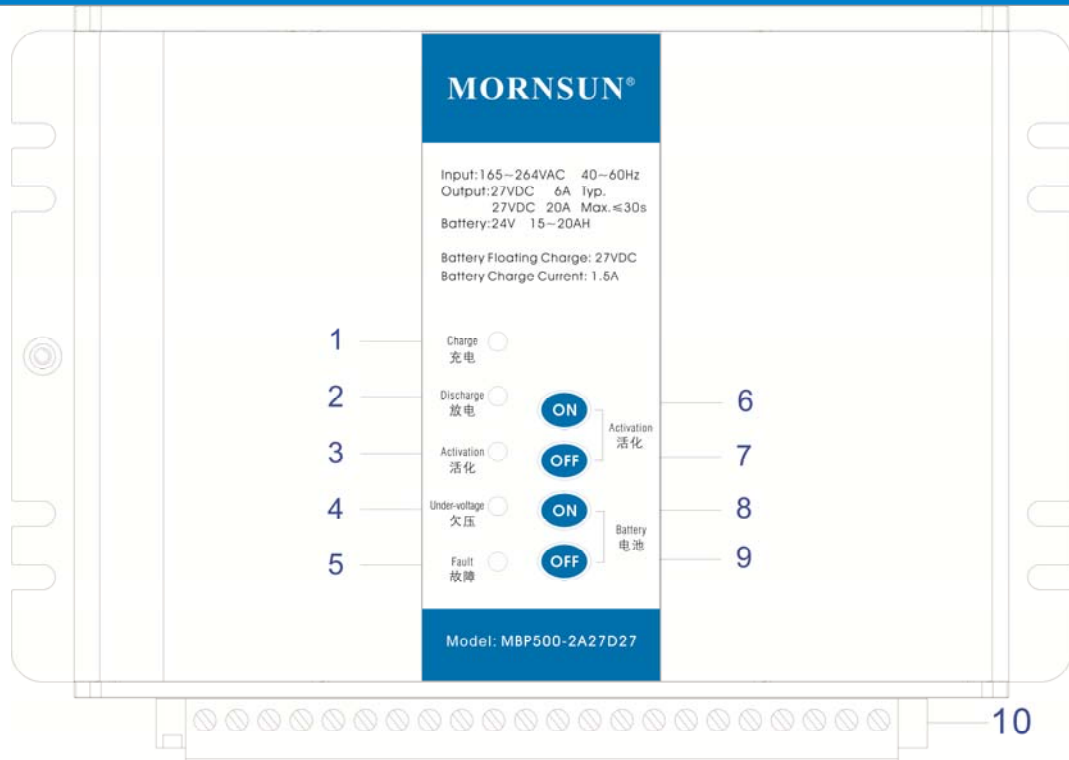 MORNSUN®
Input:165~264VAC 40~60Hz
Output:27VDC 6A Typ.
27VDC 20A Max.≤30s
Battery:24V 15~20AH
Battery Floating Charge: 27VDC
Battery Charge Current: 1.5A
1
Charge
充电
2
Discharge
放电
ON
6
Activation
活化
3
Activation
活化
OFF
7
4
Under-voltage
欠压
ON
8
Battery
电池
5
Fault
故障
OFF
9
Model: MBP500-2A27D27
10